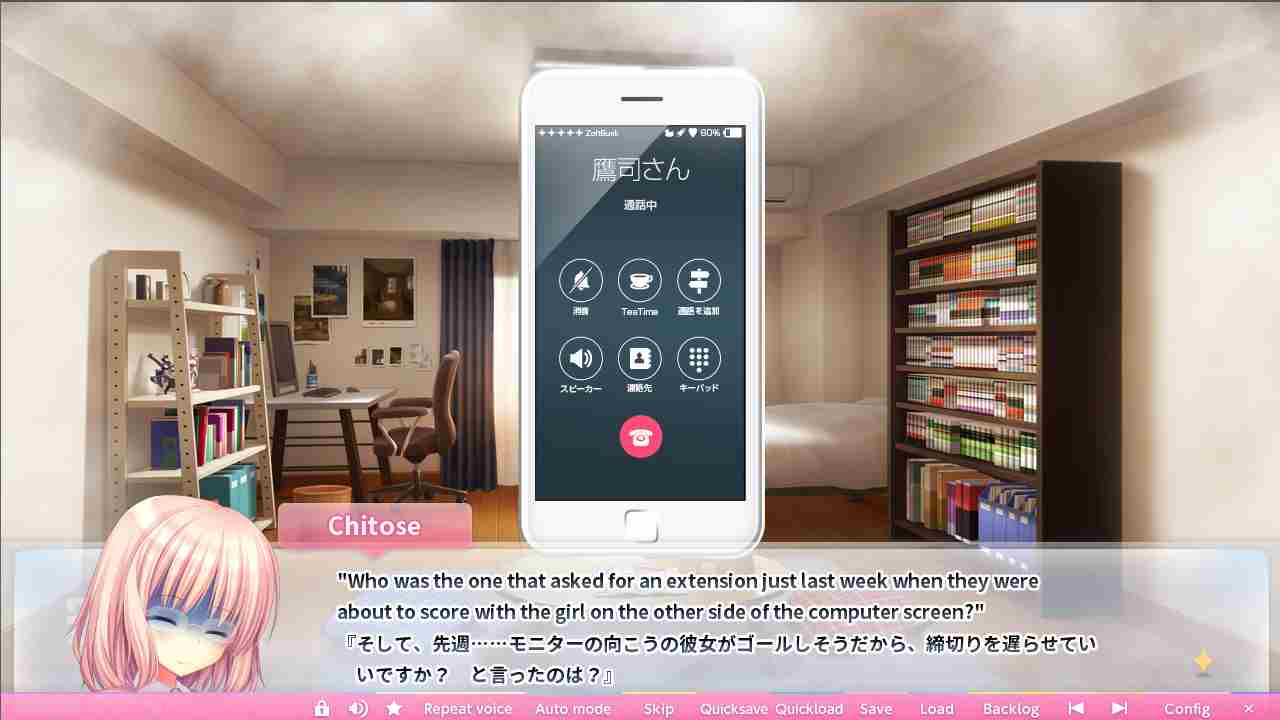 ZohBunk 90%
鷹司さん
通話中
消費 TeaTime 通話を追加
スピーカー 連絡先 キーパッド
Chitose
"Who was the one that asked for an extension just last week when they were
about to score with the girl on the other side of the computer screen?"
『そして、先週……モニターの向こうの彼女がゴールしそうだから、締切りを遅らせてい
いですか？　と言ったのは？』
Repeat voice Auto mode Skip Quicksave Quickload Save Load Backlog Config ×